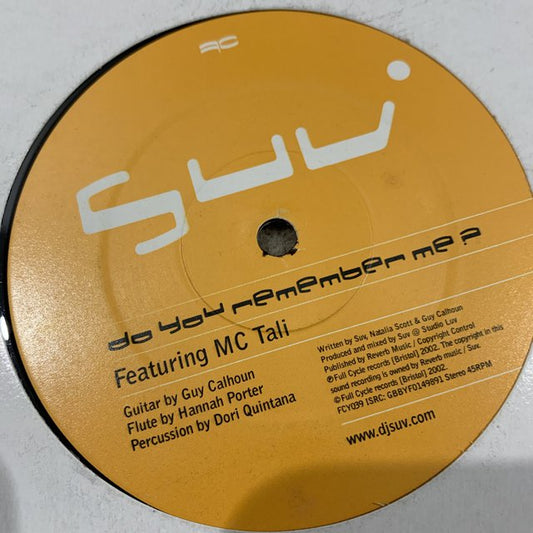 suv
do you remember me?
Featuring MC Tali
Guitar by Guy Calhoun
Flute by Hannah Porter
Percussion by Dori Quintana
Written by Suv, Natalia Scott & Guy Calhoun
Produced and mixed by Suv @ Studio Luv
Published by Reverb Music / Copyright Control
℗ Full Cycle records [Bristol] 2002. The copyright in this
sound recording is owned by Reverb music / Suv.
© Full Cycle records [Bristol] 2002.
FCY039 ISRC: GBBYF0149891 Stereo 45RPM
www.djsuv.com